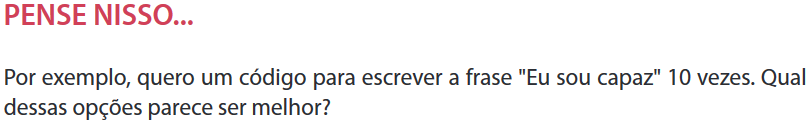 PENSE NISSO...
Por exemplo, quero um código para escrever a frase "Eu sou capaz" 10 vezes. Qual
dessas opções parece ser melhor?